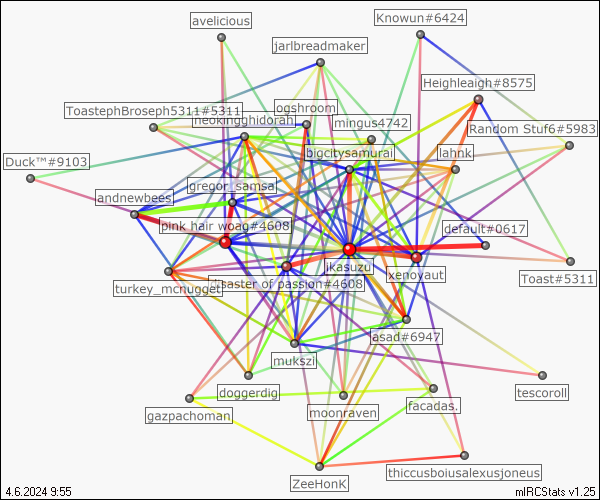 avelicious
Knowun#6424
jarlbreadmaker
Heighleaigh#8575
ToastephBroseph5311#5311
ogshroom
neokingghidorah
mingus4742
Random Stuf6#5983
bigcitysamurai
Duck™#9103
lahnk
gregor_samsa
andnewbees
pink hair woag#4608
default#0617
ikasuzu
xenoyaut
Toast#5311
turkey_mcnugget
disaster of passion#4608
asad#6947
mukszi
doggerdig
tescoroll
moonraven
facadas.
gazpachoman
thiccusboiusalexusjoneus
ZeeHonK
4.6.2024 9:55
mIRCStats v1.25